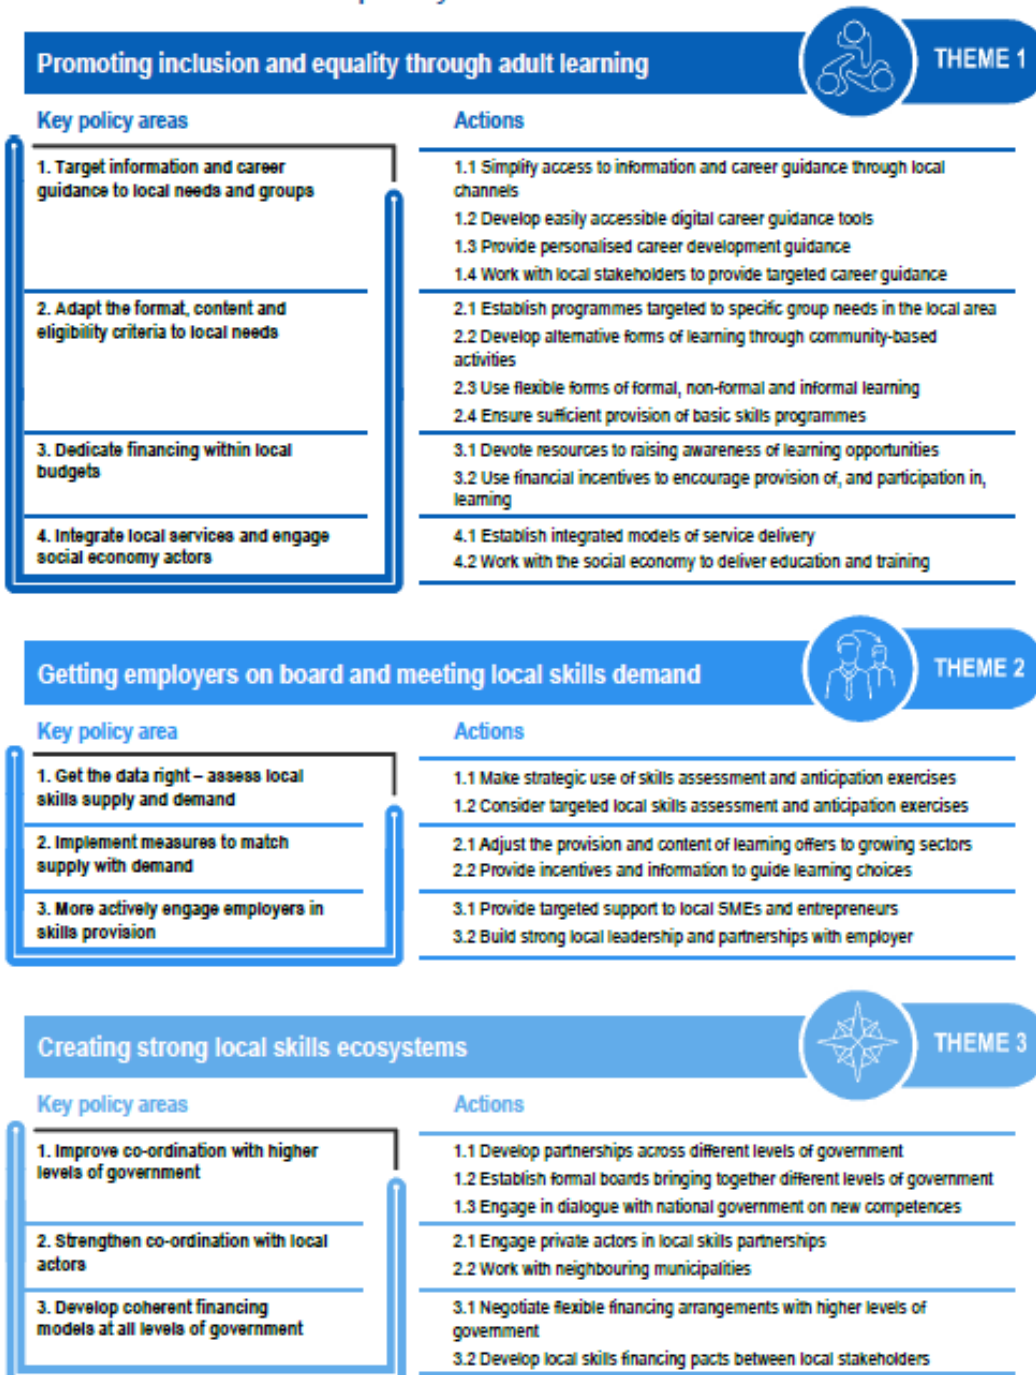 Promoting inclusion and equality through adult learning
THEME 1
Key policy areas
Actions
1. Target information and career
guidance to local needs and groups
1.1 Simplify access to information and career guidance through local
channels
1.2 Develop easily accessible digital career guidance tools
1.3 Provide personalised career development guidance
1.4 Work with local stakeholders to provide targeted career guidance
2. Adapt the format, content and
eligibility criteria to local needs
2.1 Establish programmes targeted to specific group needs in the local area
2.2 Develop alternative forms of learning through community-based
activities
2.3 Use flexible forms of formal, non-formal and informal learning
2.4 Ensure sufficient provision of basic skills programmes
3. Dedicate financing within local
budgets
3.1 Devote resources to raising awareness of learning opportunities
3.2 Use financial incentives to encourage provision of, and participation in,
learning
4. Integrate local services and engage
social economy actors
4.1 Establish integrated models of service delivery
4.2 Work with the social economy to deliver education and training
Getting employers on board and meeting local skills demand
THEME 2
Key policy area
Actions
1. Get the data right – assess local
skills supply and demand
1.1 Make strategic use of skills assessment and anticipation exercises
1.2 Consider targeted local skills assessment and anticipation exercises
2. Implement measures to match
supply with demand
2.1 Adjust the provision and content of learning offers to growing sectors
2.2 Provide incentives and information to guide learning choices
3. More actively engage employers in
skills provision
3.1 Provide targeted support to local SMEs and entrepreneurs
3.2 Build strong local leadership and partnerships with employer
Creating strong local skills ecosystems
THEME 3
Key policy areas
Actions
1. Improve co-ordination with higher
levels of government
1.1 Develop partnerships across different levels of government
1.2 Establish formal boards bringing together different levels of government
1.3 Engage in dialogue with national government on new competences
2. Strengthen co-ordination with local
actors
2.1 Engage private actors in local skills partnerships
2.2 Work with neighbouring municipalities
3. Develop coherent financing
models at all levels of government
3.1 Negotiate flexible financing arrangements with higher levels of
government
3.2 Develop local skills financing pacts between local stakeholders